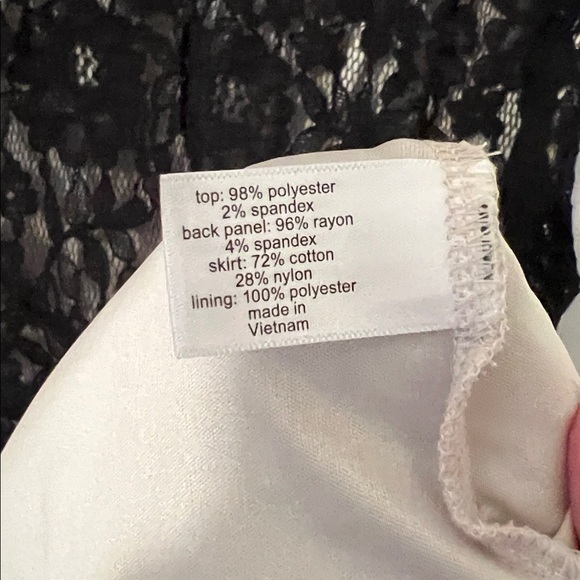 top: 98% polyester
2% spandex
back panel: 96% rayon
4% spandex
skirt: 72% cotton
28% nylon
lining: 100% polyester
made in
Vietnam